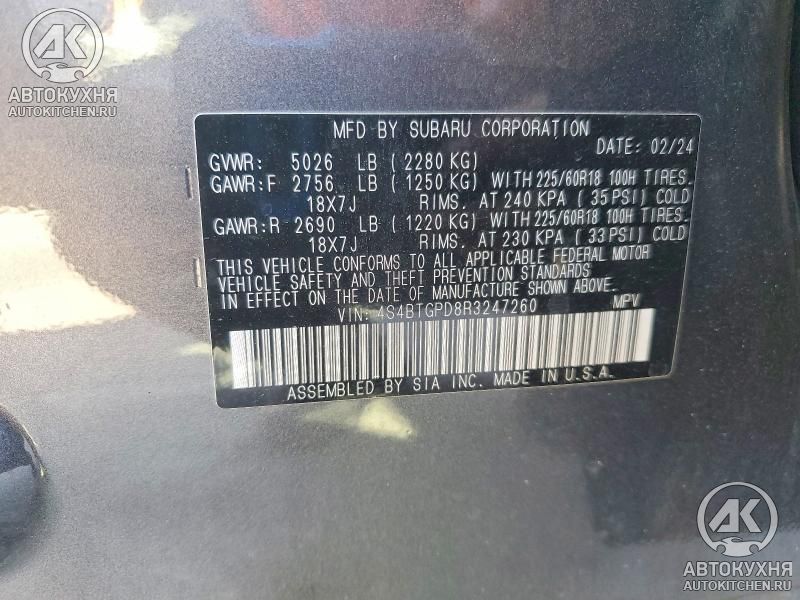 AK
АВТОКУХНЯ
AUTOKITCHEN.RU
MFD BY SUBARU CORPORATION
DATE: 02/24
GVWR: 5026 LB (2280 KG)
GAWR:F 2756 LB (1250 KG) WITH 225/60R18 100H TIRES.
18X7J RIMS. AT 240 KPA (35 PSI) COLD
GAWR:R 2690 LB (1220 KG) WITH 225/60R18 100H TIRES.
18X7J RIMS. AT 230 KPA (33 PSI) COLD
THIS VEHICLE CONFORMS TO ALL APPLICABLE FEDERAL MOTOR
VEHICLE SAFETY AND THEFT PREVENTION STANDARDS
IN EFFECT ON THE DATE OF MANUFACTURE SHOWN ABOVE.
VIN: 4S4BTGPD8R3247260 MPV
ASSEMBLED BY SIA INC. MADE IN U.S.A.
AK
АВТОКУХНЯ
AUTOKITCHEN.RU